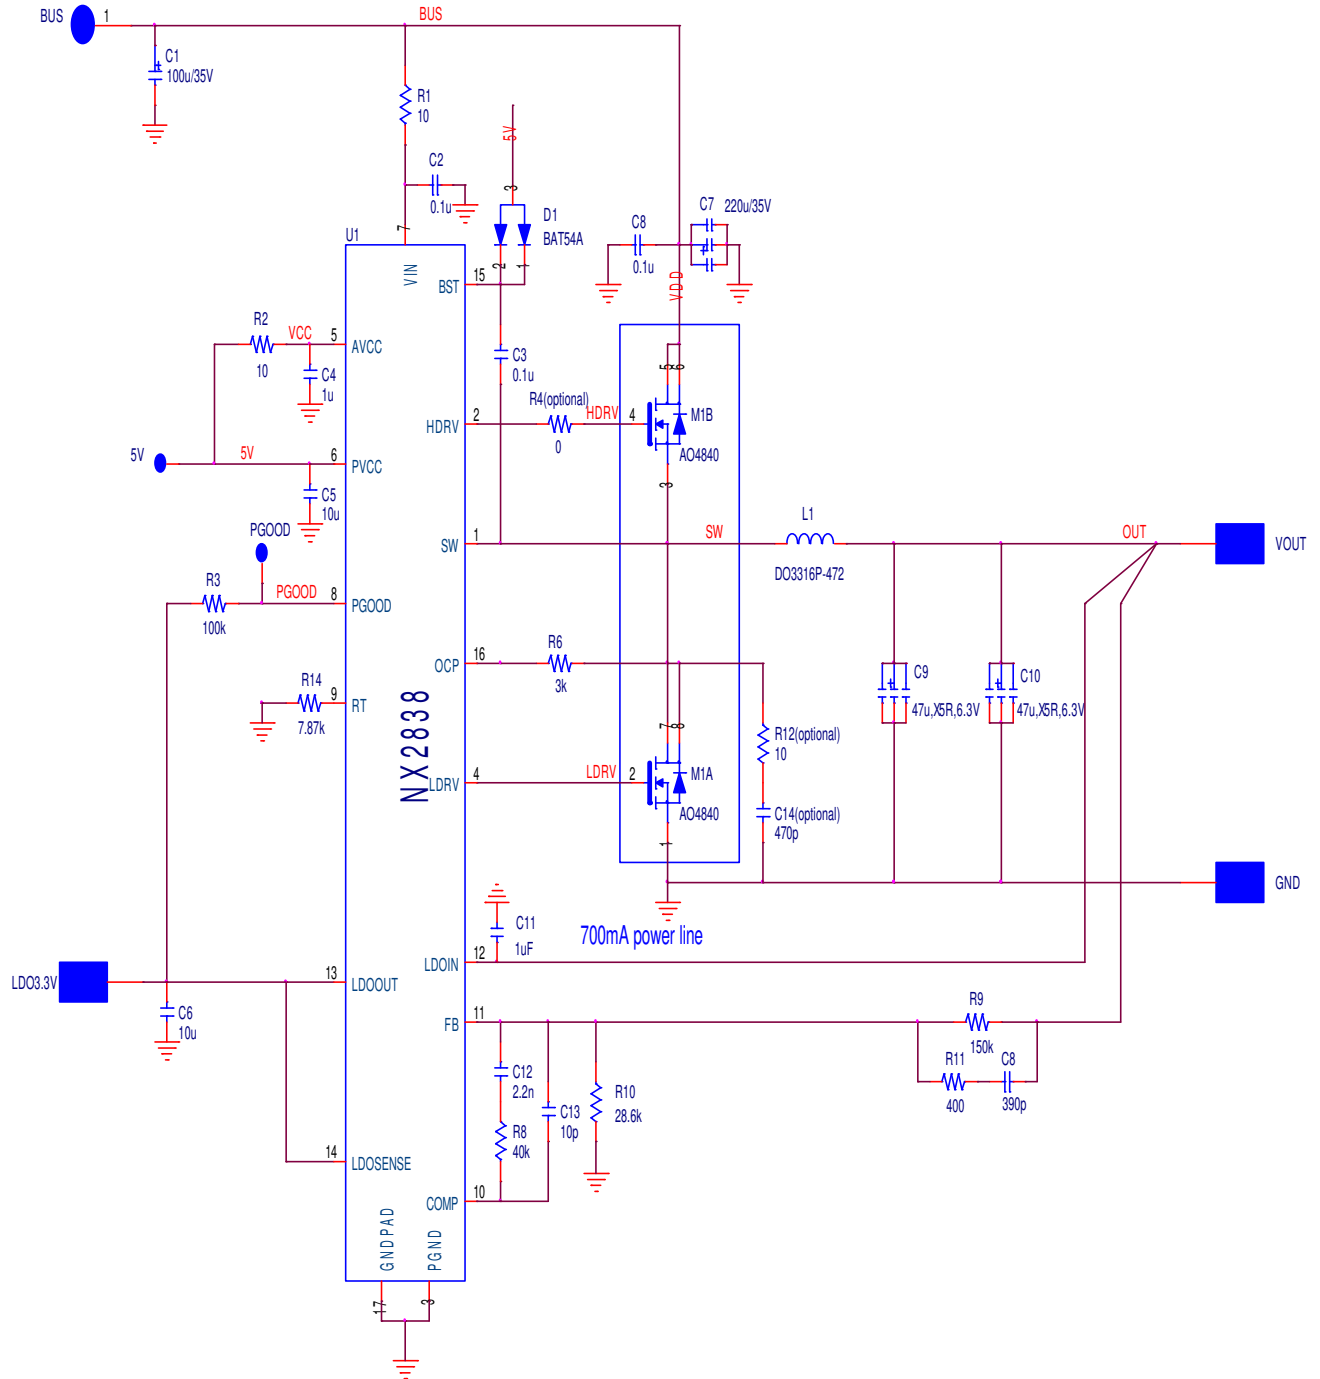 BUS
1
BUS
C1
100u/35V
R1
10
5V
C2
0.1u
3
D1
BAT54A
2
1
C8
0.1u
C7
220u/35V
VDD
U1
7
VIN
15
BST
R2
10
VCC
5
AVCC
C4
1u
C3
0.1u
R4(optional)
0
2
HDRV
HDRV
4
5
8
6
M1B
AO4840
3
5V
5V
6
PVCC
C5
10u
1
SW
SW
L1
DO3316P-472
OUT
VOUT
PGOOD
R3
100k
PGOOD
8
PGOOD
16
OCP
R6
3k
R14
7.87k
9
RT
NX2838
C9
47u,X5R,6.3V
C10
47u,X5R,6.3V
7
8
R12(optional)
10
4
LDRV
LDRV
2
M1A
AO4840
C14(optional)
470p
1
GND
C11
1uF
700mA power line
12
LDOIN
LDO3.3V
13
LDOOUT
C6
10u
11
FB
R9
150k
R11
400
C8
390p
C12
2.2n
R8
40k
C13
10p
R10
28.6k
14
LDOSENSE
10
COMP
GNDPAD
PGND
17
3